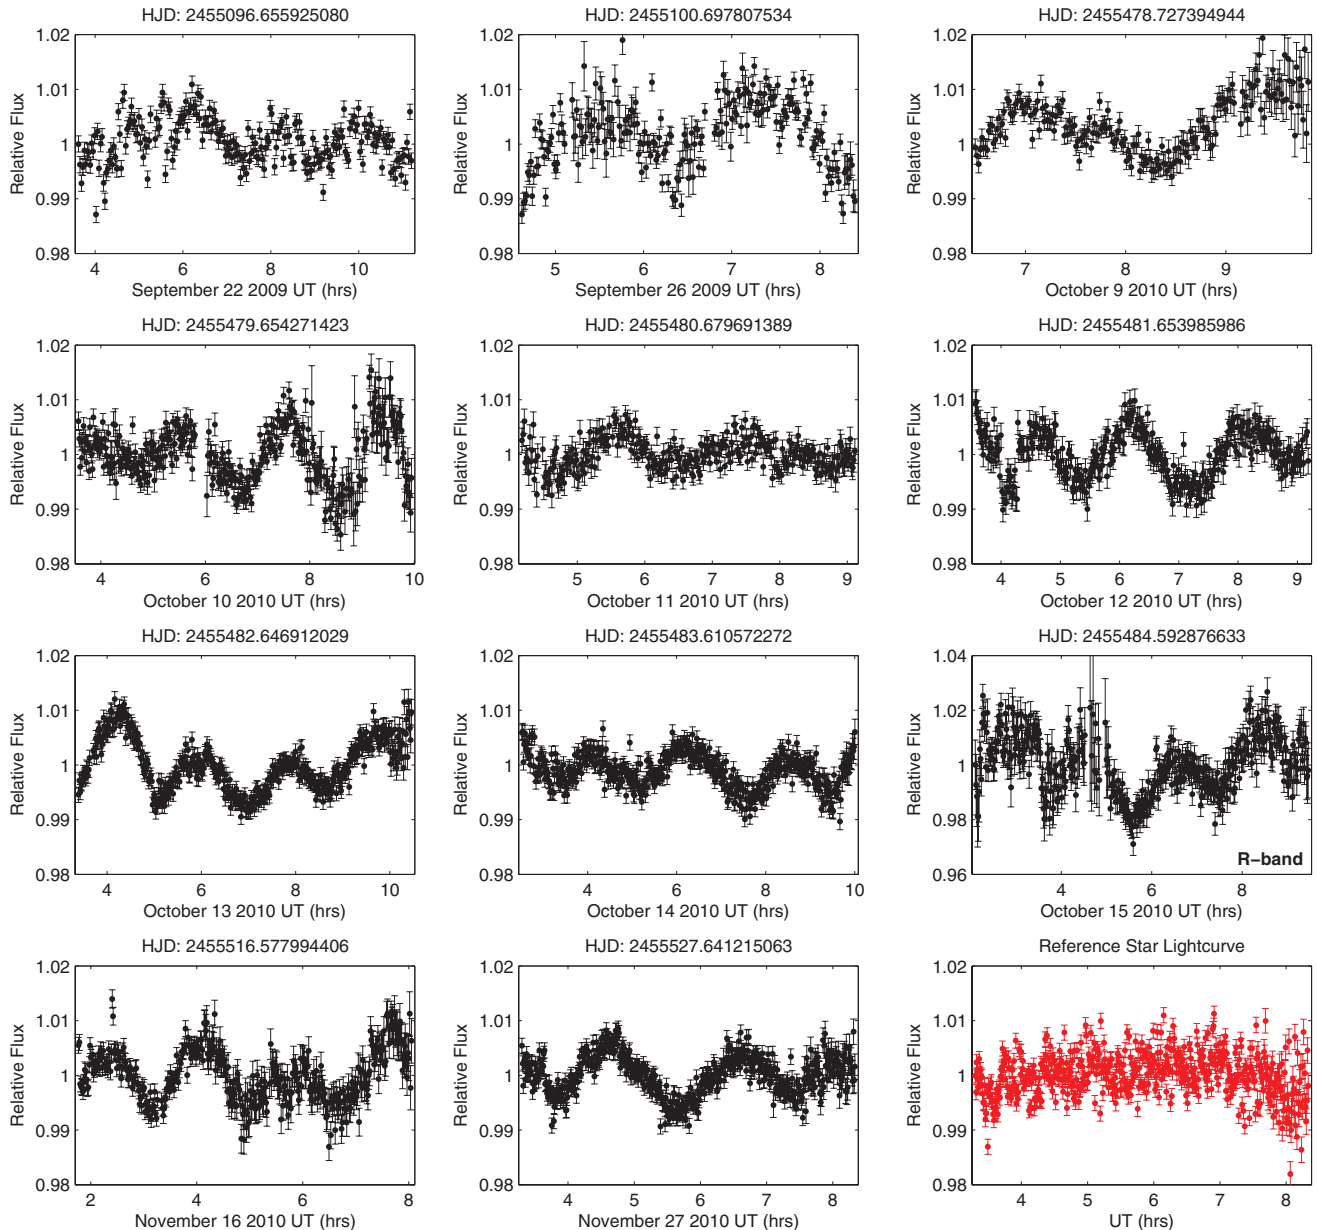 HJD: 2455096.655925080
HJD: 2455100.697807534
HJD: 2455478.727394944
Relative Flux
1.02
1.01
1
0.99
0.98
4 6 8 10
September 22 2009 UT (hrs)
Relative Flux
1.02
1.01
1
0.99
0.98
5 6 7 8
September 26 2009 UT (hrs)
Relative Flux
1.02
1.01
1
0.99
0.98
7 8 9
October 9 2010 UT (hrs)
HJD: 2455479.654271423
HJD: 2455480.679691389
HJD: 2455481.653985986
Relative Flux
1.02
1.01
1
0.99
0.98
4 6 8 10
October 10 2010 UT (hrs)
Relative Flux
1.02
1.01
1
0.99
0.98
5 6 7 8 9
October 11 2010 UT (hrs)
Relative Flux
1.02
1.01
1
0.99
0.98
4 5 6 7 8 9
October 12 2010 UT (hrs)
HJD: 2455482.646912029
HJD: 2455483.610572272
HJD: 2455484.592876633
Relative Flux
1.02
1.01
1
0.99
0.98
4 6 8 10
October 13 2010 UT (hrs)
Relative Flux
1.02
1.01
1
0.99
0.98
4 6 8 10
October 14 2010 UT (hrs)
Relative Flux
1.04
1.02
1
0.98
0.96
R−band
4 6 8
October 15 2010 UT (hrs)
HJD: 2455516.577994406
HJD: 2455527.641215063
Reference Star Lightcurve
Relative Flux
1.02
1.01
1
0.99
0.98
2 4 6 8
November 16 2010 UT (hrs)
Relative Flux
1.02
1.01
1
0.99
0.98
4 5 6 7 8
November 27 2010 UT (hrs)
Relative Flux
1.02
1.01
1
0.99
0.98
4 5 6 7 8
UT (hrs)